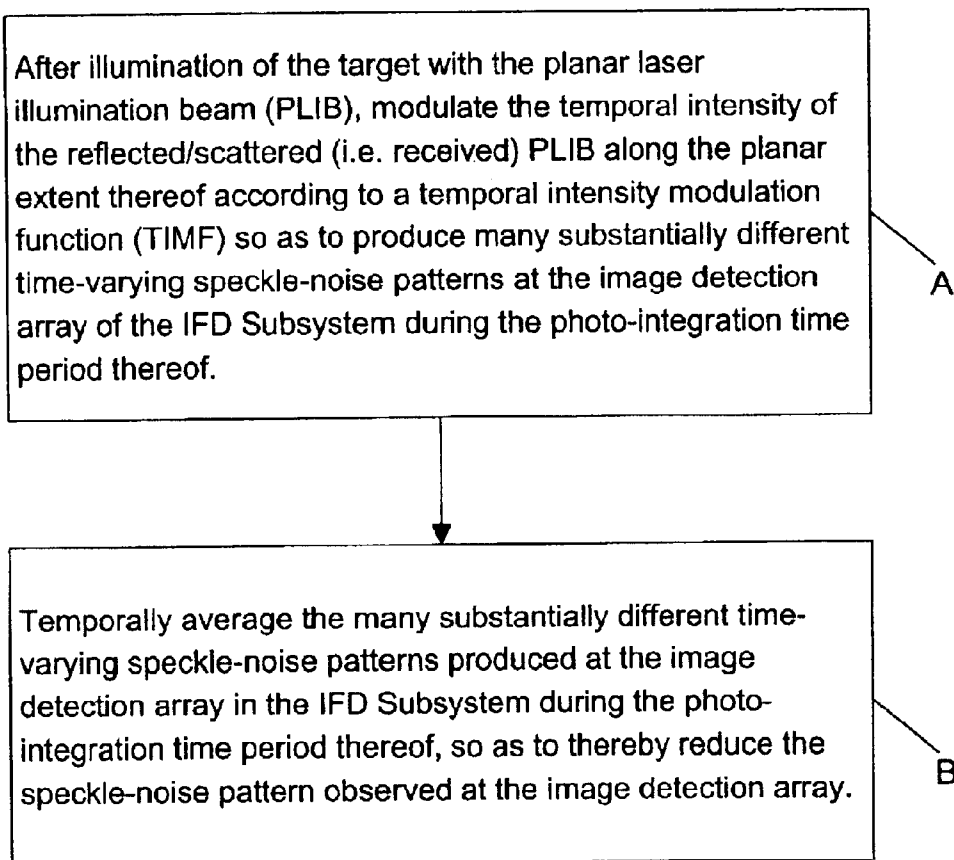 After illumination of the target with the planar laser
illumination beam (PLIB), modulate the temporal intensity of
the reflected/scattered (i.e. received) PLIB along the planar
extent thereof according to a temporal intensity modulation
function (TIMF) so as to produce many substantially different
time-varying speckle-noise patterns at the image detection
array of the IFD Subsystem during the photo-integration time
period thereof.
A
Temporally average the many substantially different time-
varying speckle-noise patterns produced at the image
detection array in the IFD Subsystem during the photo-
integration time period thereof, so as to thereby reduce the
speckle-noise pattern observed at the image detection array.
B